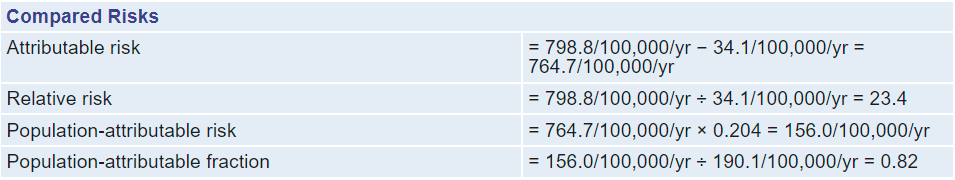 Compared Risks
Attributable risk
= 798.8/100,000/yr − 34.1/100,000/yr =
764.7/100,000/yr
Relative risk
= 798.8/100,000/yr ÷ 34.1/100,000/yr = 23.4
Population-attributable risk
= 764.7/100,000/yr × 0.204 = 156.0/100,000/yr
Population-attributable fraction
= 156.0/100,000/yr ÷ 190.1/100,000/yr = 0.82